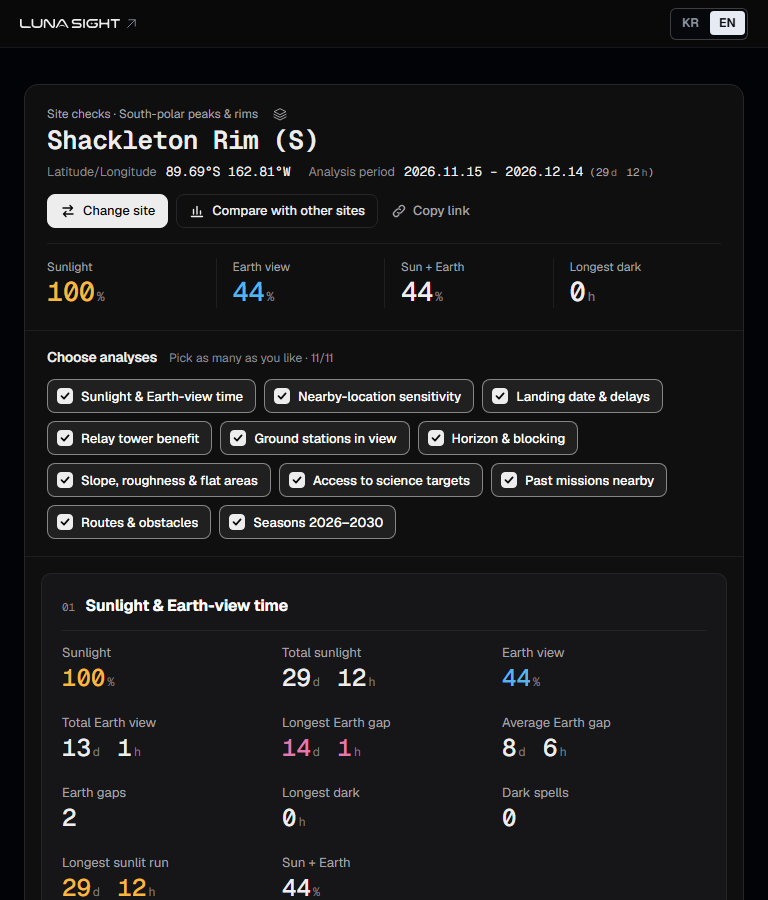 LUNA SIGHT ↗ KR EN
Site checks · South-polar peaks & rims
Shackleton Rim (S)
Latitude/Longitude 89.69°S 162.81°W Analysis period 2026.11.15 – 2026.12.14 (29d 12h)
Change site Compare with other sites Copy link
Sunlight Earth view Sun + Earth Longest dark
100% 44% 44% 0h
Choose analyses Pick as many as you like · 11/11
Sunlight & Earth-view time Nearby-location sensitivity Landing date & delays
Relay tower benefit Ground stations in view Horizon & blocking
Slope, roughness & flat areas Access to science targets Past missions nearby
Routes & obstacles Seasons 2026–2030
01 Sunlight & Earth-view time
Sunlight Total sunlight Earth view
100% 29d 12h 44%
Total Earth view Longest Earth gap Average Earth gap
13d 1h 14d 1h 8d 6h
Earth gaps Longest dark Dark spells
2 0h 0
Longest sunlit run Sun + Earth
29d 12h 44%